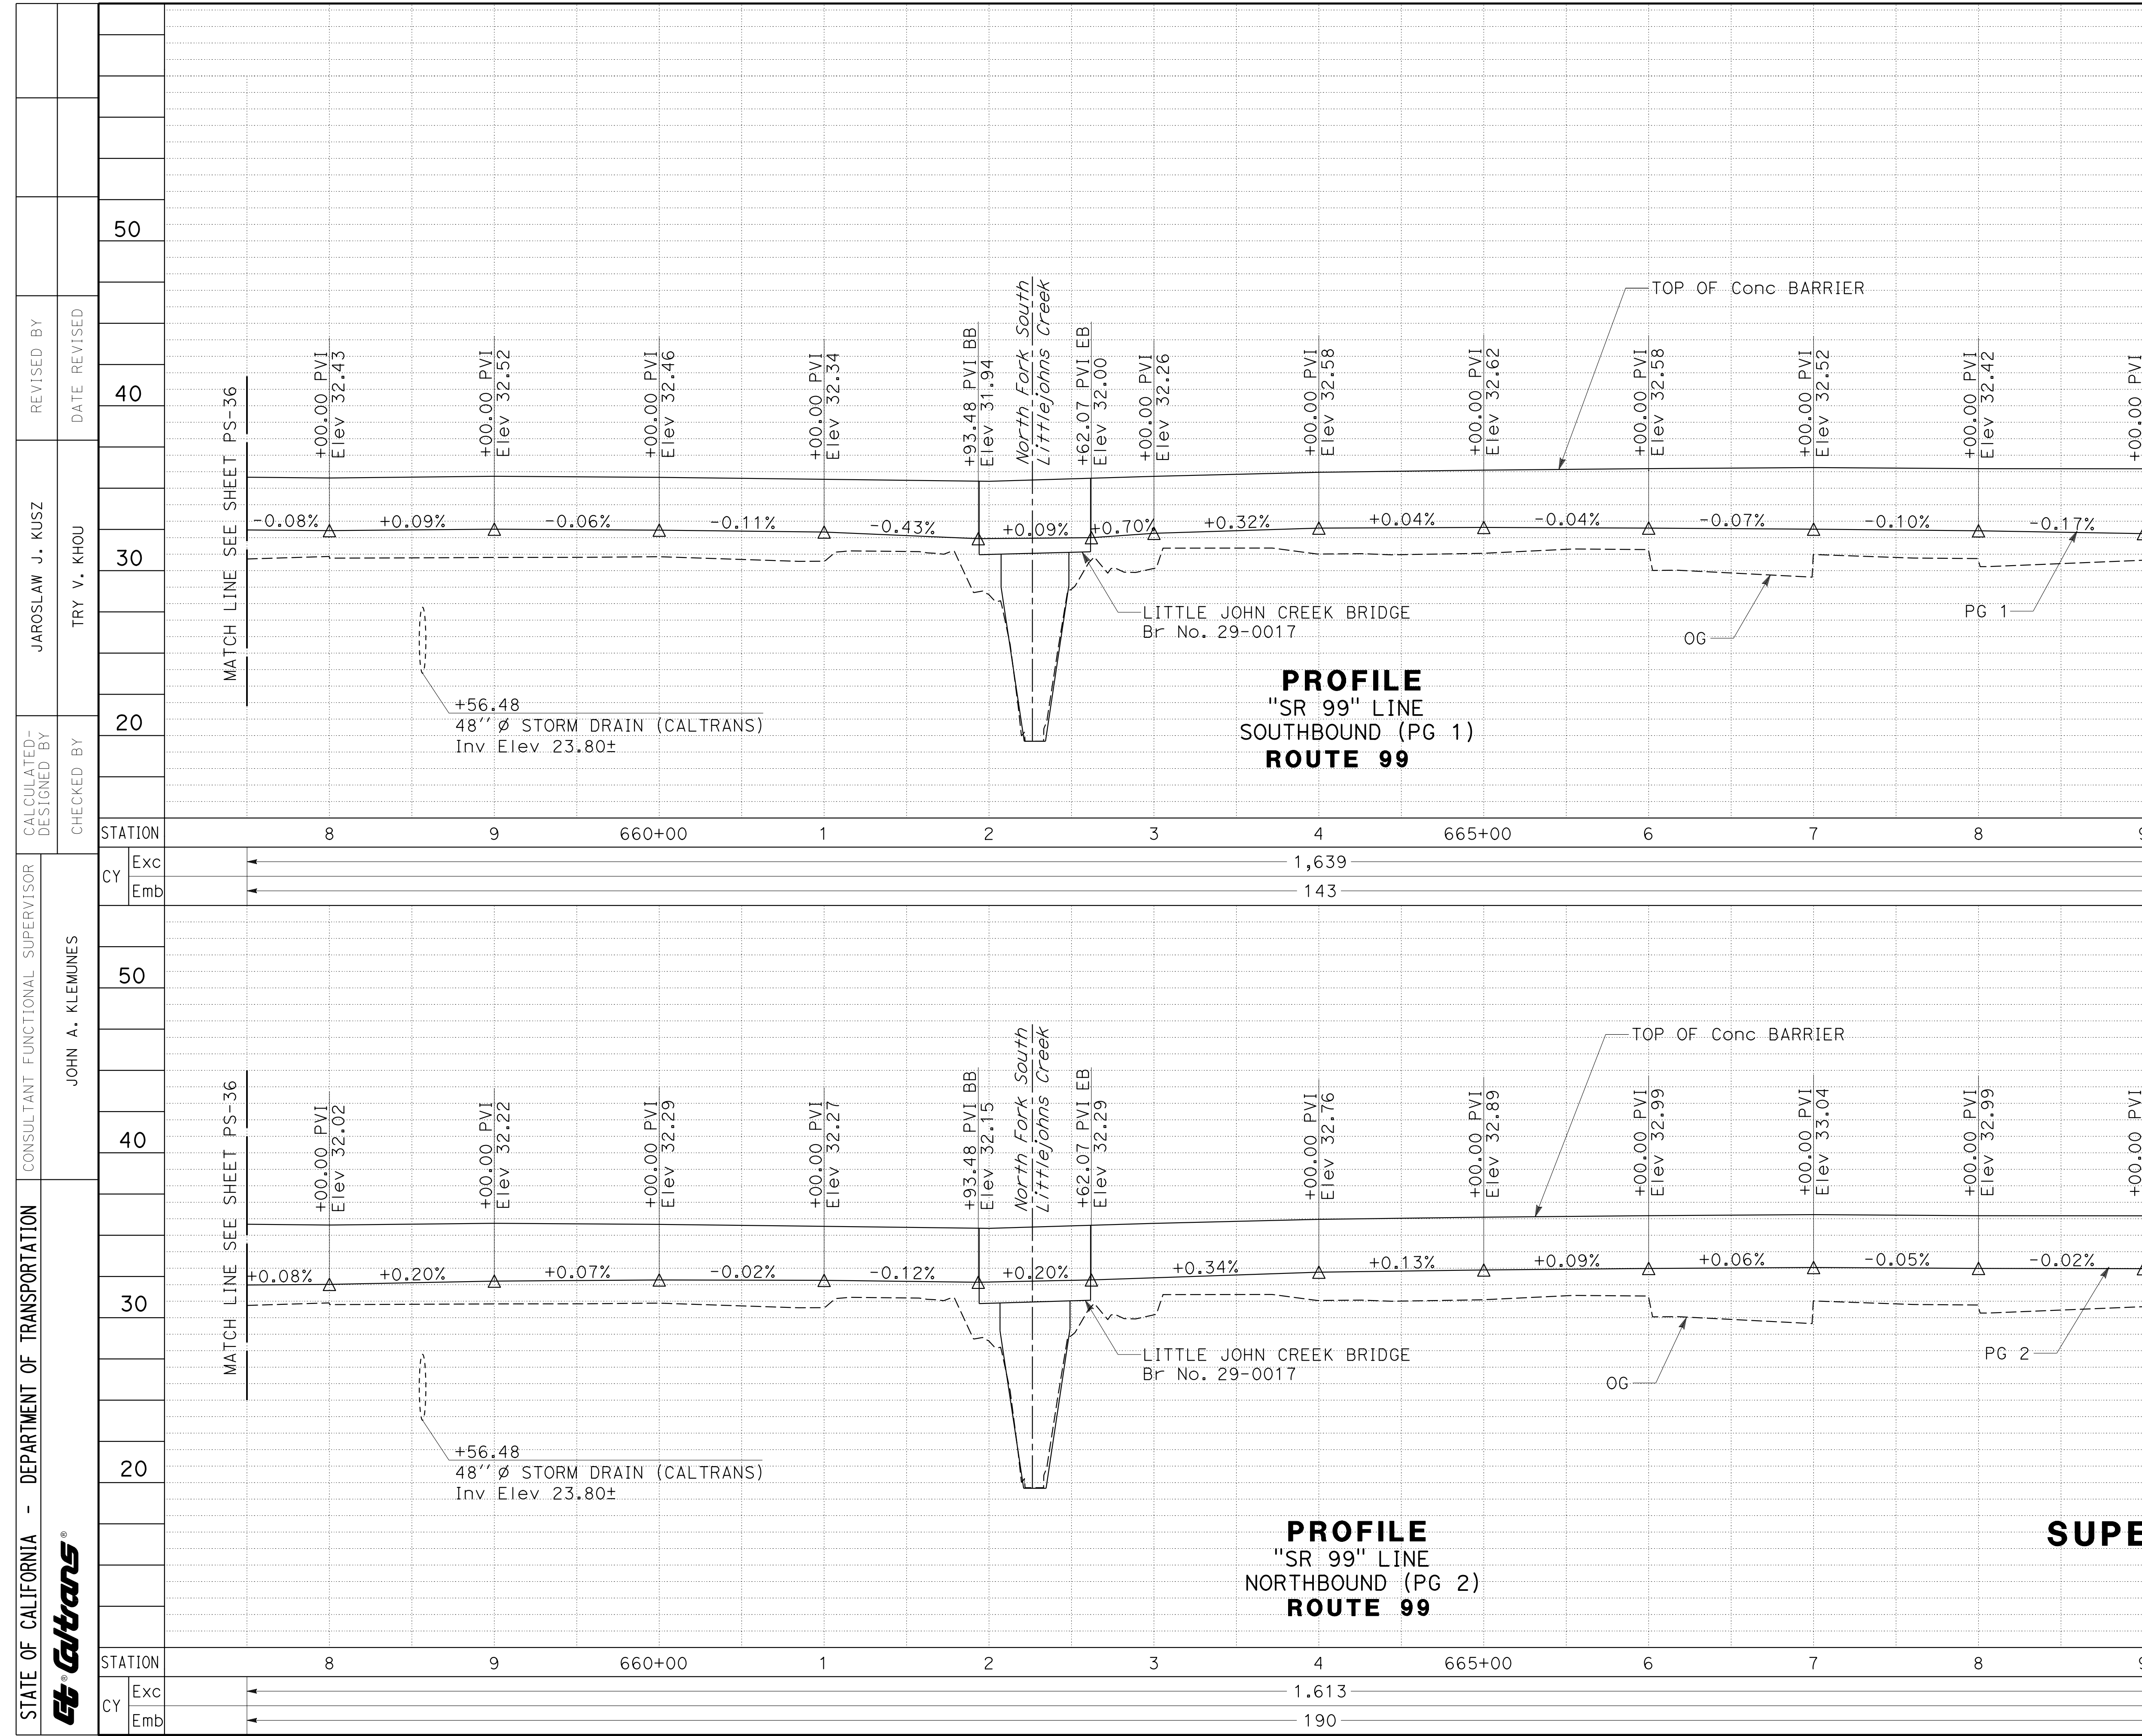 50
40
30
20
TOP OF Conc BARRIER
MATCH LINE SEE SHEET PS-36
+00.00 PVI
Elev 32.43
+00.00 PVI
Elev 32.52
+00.00 PVI
Elev 32.46
+00.00 PVI
Elev 32.34
+93.48 PVI BB
Elev 31.94
North Fork South
Littlejohns Creek
+62.07 PVI EB
Elev 32.00
+00.00 PVI
Elev 32.26
+00.00 PVI
Elev 32.58
+00.00 PVI
Elev 32.62
+00.00 PVI
Elev 32.58
+00.00 PVI
Elev 32.52
+00.00 PVI
Elev 32.42
+00.00 PVI
-0.08% +0.09% -0.06% -0.11% -0.43% +0.09% +0.70% +0.32% +0.04% -0.04% -0.07% -0.10% -0.17%
LITTLE JOHN CREEK BRIDGE
Br No. 29-0017
OG
PG 1
+56.48
48''Ø STORM DRAIN (CALTRANS)
Inv Elev 23.80±
PROFILE
"SR 99" LINE
SOUTHBOUND (PG 1)
ROUTE 99
STATION 8 9 660+00 1 2 3 4 665+00 6 7 8 9
CY
Exc 1,639
Emb 143
50
40
30
20
TOP OF Conc BARRIER
MATCH LINE SEE SHEET PS-36
+00.00 PVI
Elev 32.02
+00.00 PVI
Elev 32.22
+00.00 PVI
Elev 32.29
+00.00 PVI
Elev 32.27
+93.48 PVI BB
Elev 32.15
North Fork South
Littlejohns Creek
+62.07 PVI EB
Elev 32.29
+00.00 PVI
Elev 32.76
+00.00 PVI
Elev 32.89
+00.00 PVI
Elev 32.99
+00.00 PVI
Elev 33.04
+00.00 PVI
Elev 32.99
+00.00 PVI
+0.08% +0.20% +0.07% -0.02% -0.12% +0.20% +0.34% +0.13% +0.09% +0.06% -0.05% -0.02%
LITTLE JOHN CREEK BRIDGE
Br No. 29-0017
OG
PG 2
+56.48
48''Ø STORM DRAIN (CALTRANS)
Inv Elev 23.80±
PROFILE
"SR 99" LINE
NORTHBOUND (PG 2)
ROUTE 99
SUPE
STATION 8 9 660+00 1 2 3 4 665+00 6 7 8 9
CY
Exc 1.613
Emb 190
STATE OF CALIFORNIA - DEPARTMENT OF TRANSPORTATION
Ct® Caltrans®
CONSULTANT FUNCTIONAL SUPERVISOR
JOHN A. KLEMUNES
CALCULATED-
DESIGNED BY
CHECKED BY
JAROSLAW J. KUSZ
TRY V. KHOU
REVISED BY
DATE REVISED